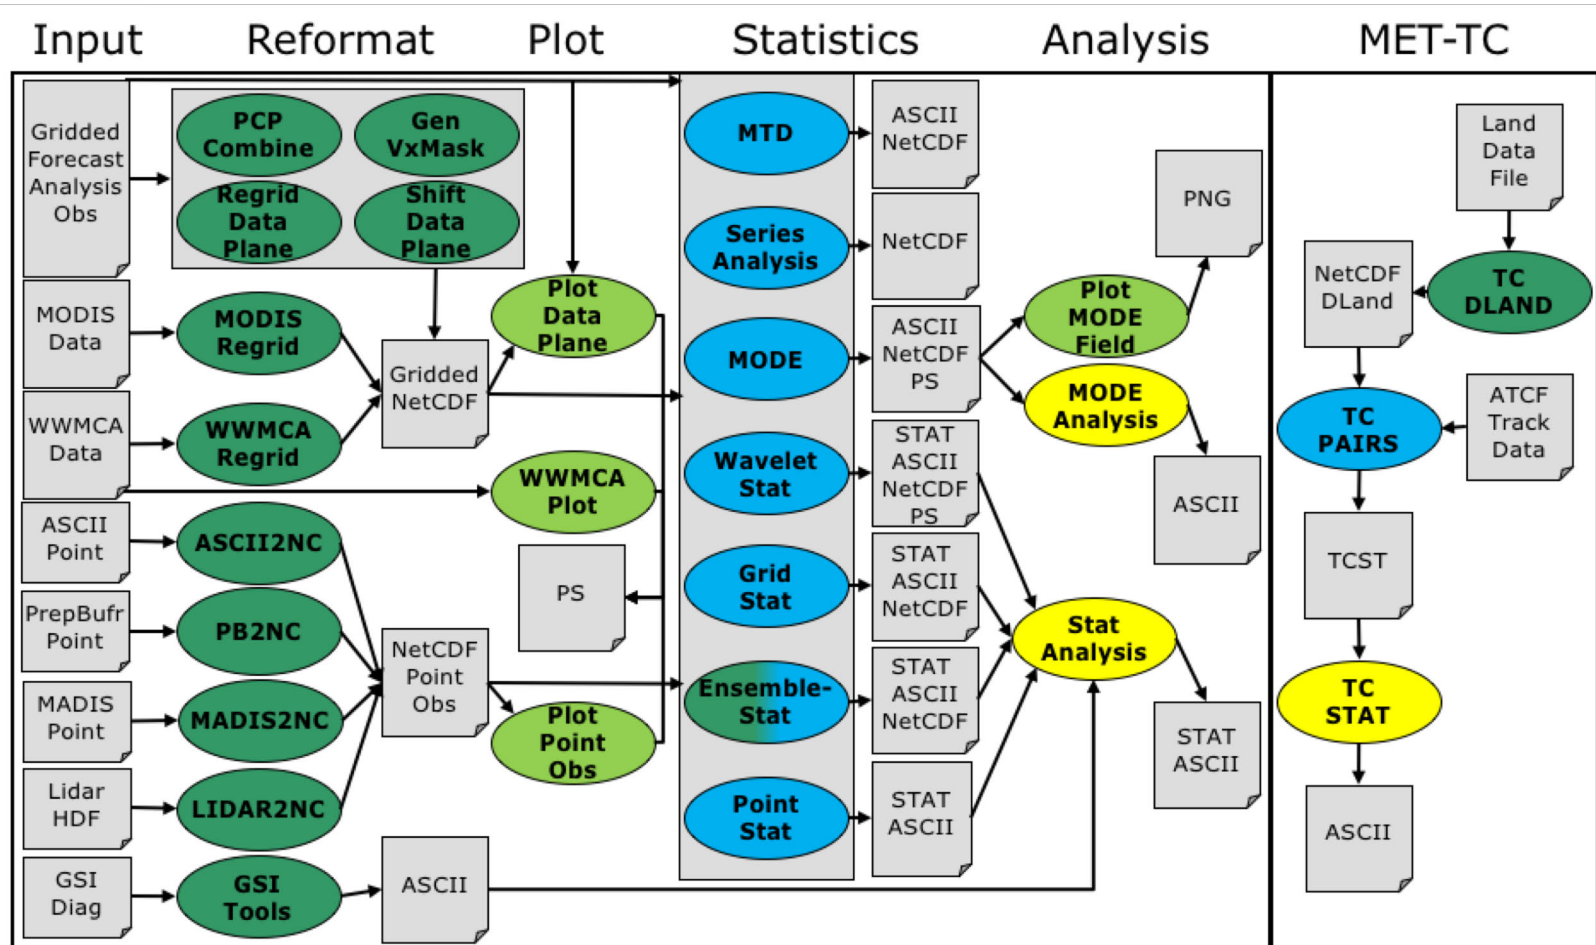 Input
Reformat
Plot
Statistics
Analysis
MET-TC
Gridded
Forecast
Analysis
Obs
PCP
Combine
Gen
VxMask
Regrid
Data
Plane
Shift
Data
Plane
MODIS
Data
MODIS
Regrid
WWMCA
Data
WWMCA
Regrid
Gridded
NetCDF
ASCII
Point
ASCII2NC
PrepBufr
Point
PB2NC
MADIS
Point
MADIS2NC
Lidar
HDF
LIDAR2NC
NetCDF
Point
Obs
GSI
Diag
GSI
Tools
ASCII
Plot
Data
Plane
WWMCA
Plot
PS
Plot
Point
Obs
MTD
ASCII
NetCDF
Series
Analysis
NetCDF
MODE
ASCII
NetCDF
PS
Wavelet
Stat
STAT
ASCII
NetCDF
PS
Grid
Stat
STAT
ASCII
NetCDF
Ensemble-
Stat
STAT
ASCII
NetCDF
Point
Stat
STAT
ASCII
PNG
Plot
MODE
Field
MODE
Analysis
ASCII
Stat
Analysis
STAT
ASCII
Land
Data
File
TC
DLAND
NetCDF
DLand
ATCF
Track
Data
TC
PAIRS
TCST
TC
STAT
ASCII